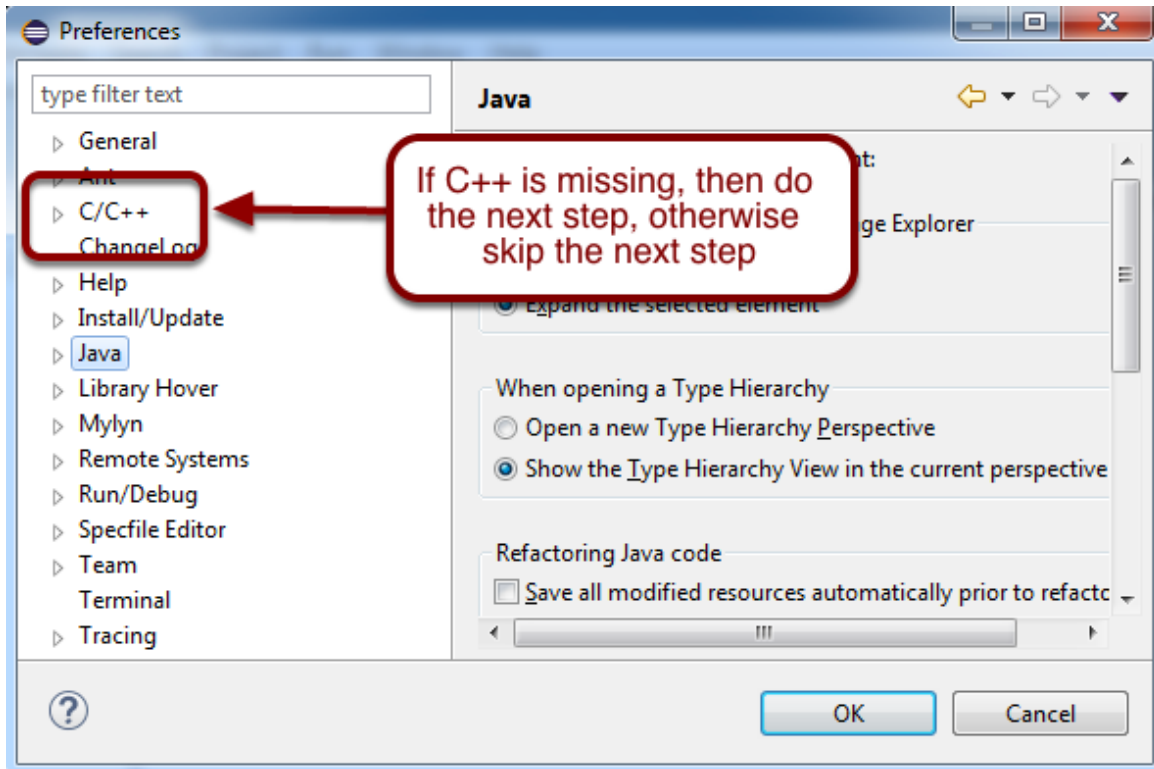 Preferences
type filter text
General
Ant
C/C++
ChangeLog
Help
Install/Update
Java
Library Hover
Mylyn
Remote Systems
Run/Debug
Specfile Editor
Team
Terminal
Tracing
Java
If C++ is missing, then do
the next step, otherwise
skip the next step
Explorer
Expand the selected element
When opening a Type Hierarchy
Open a new Type Hierarchy Perspective
Show the Type Hierarchy View in the current perspective
Refactoring Java code
Save all modified resources automatically prior to refactc
OK
Cancel